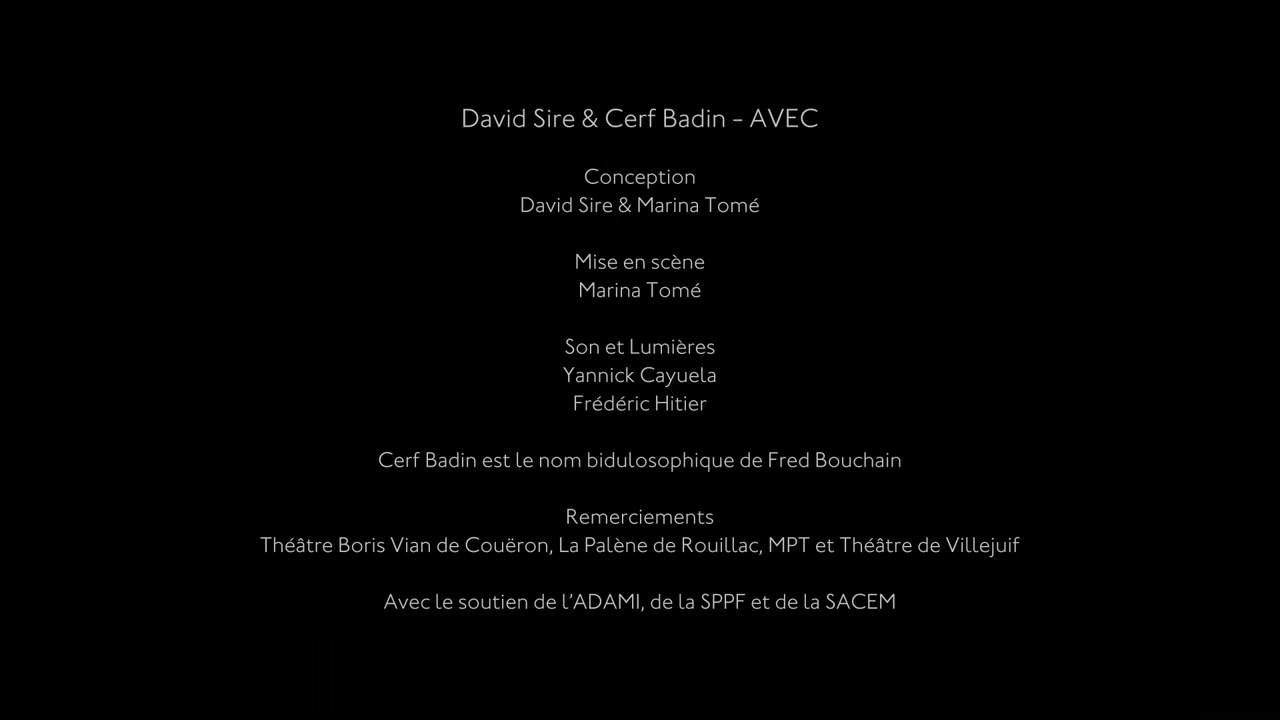 David Sire & Cerf Badin - AVEC
Conception
David Sire & Marina Tomé
Mise en scène
Marina Tomé
Son et Lumières
Yannick Cayuela
Frédéric Hitier
Cerf Badin est le nom bidulosophique de Fred Bouchain
Remerciements
Théâtre Boris Vian de Couëron, La Palène de Rouillac, MPT et Théâtre de Villejuif
Avec le soutien de l’ADAMI, de la SPPF et de la SACEM